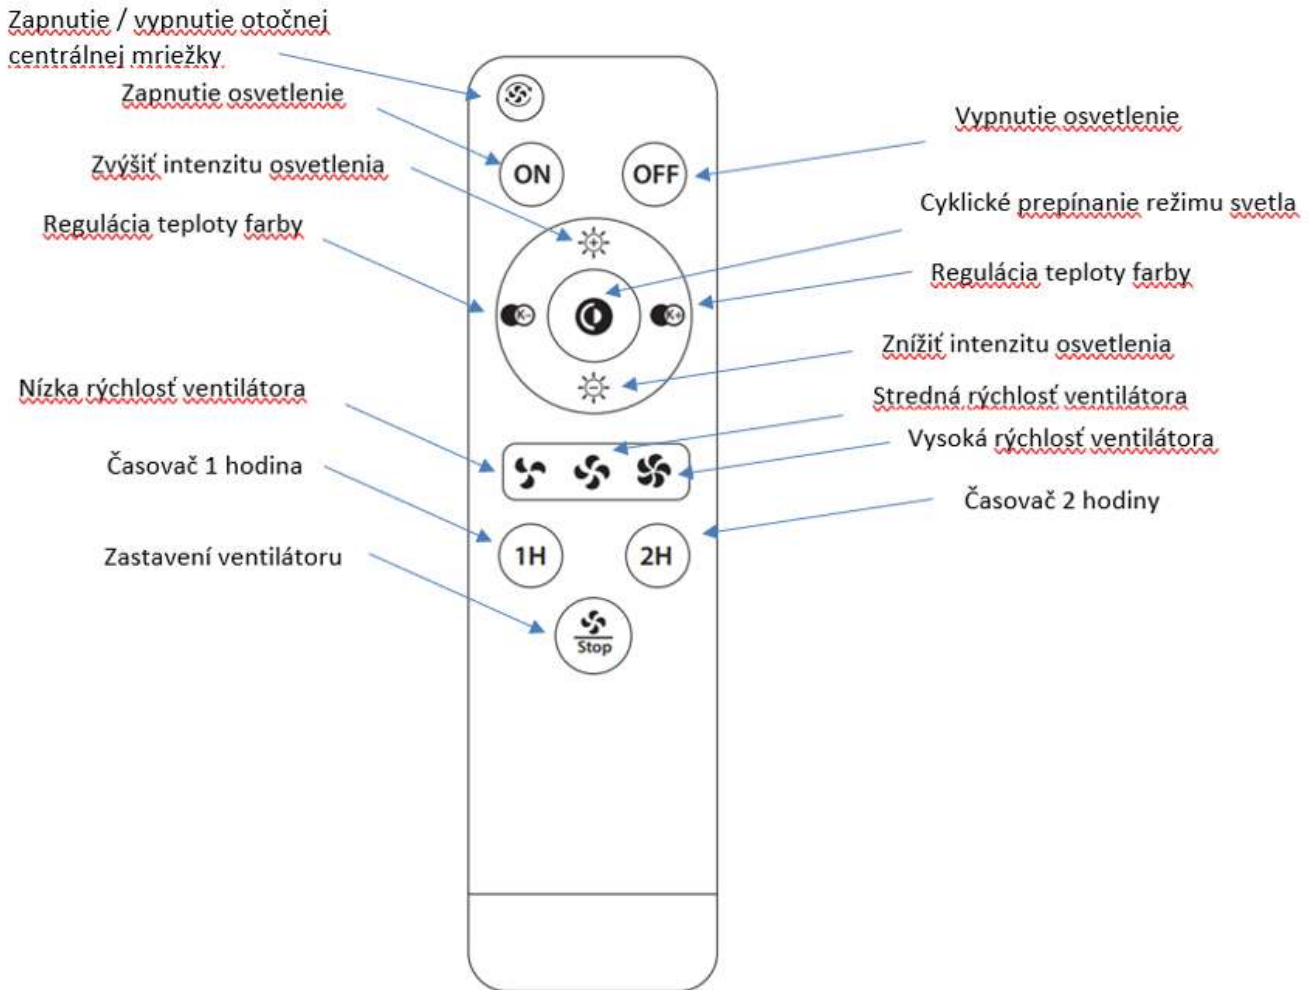 Zapnutie / vypnutie otočnej
centrálnej mriežky
Zapnutie osvetlenie
Vypnutie osvetlenie
Zvýšiť intenzitu osvetlenia
ON
OFF
Cyklické prepínanie režimu svetla
Regulácia teploty farby
Regulácia teploty farby
K-
K+
Znížiť intenzitu osvetlenia
Nízka rýchlosť ventilátora
Stredná rýchlosť ventilátora
Vysoká rýchlosť ventilátora
Časovač 1 hodina
Časovač 2 hodiny
1H
2H
Zastavení ventilátoru
Stop